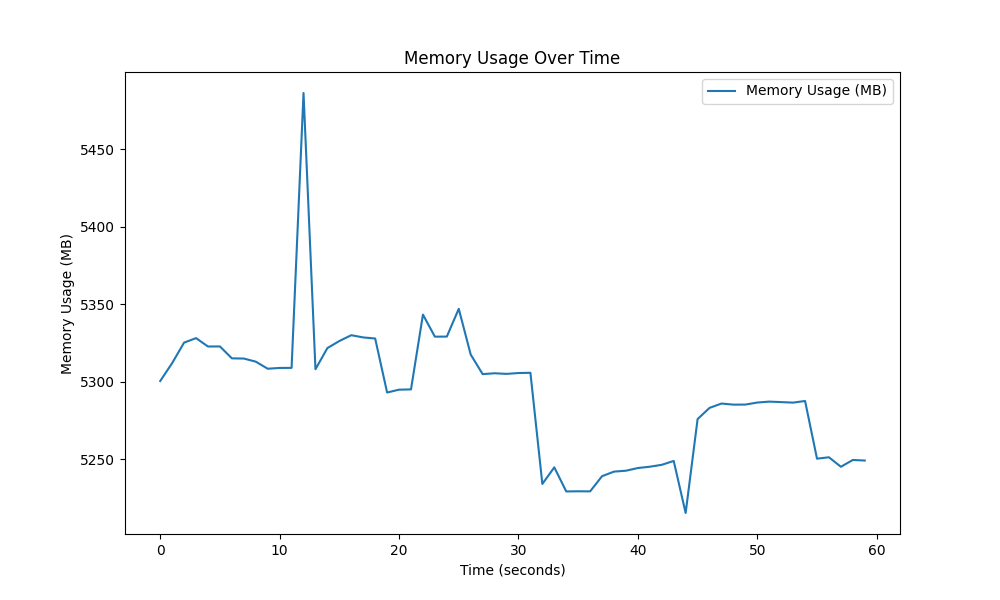 Memory Usage Over Time
Memory Usage (MB)
Memory Usage (MB)
5450
5400
5350
5300
5250
0 10 20 30 40 50 60
Time (seconds)